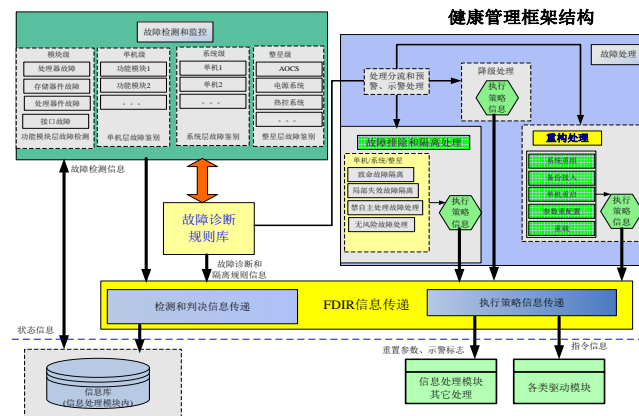 健康管理框架结构
故障检测和监控
模块级
处理器故障
存储器件故障
处理器件故障
接口故障
功能模块层故障检测
单机级
功能模块1
功能模块2
- - -
单机层故障鉴别
系统级
单机1
单机2
- - -
系统层故障鉴别
整星级
AOCS
电源系统
热控系统
- - -
整星层故障鉴别
故障处理
处理分流和预
警、示警处理
降级处理
执行
策略
信息
故障排除和隔离处理
单机/系统/整星
致命故障隔离
局部失效故障隔离
禁自主处理故障处理
无风险故障处理
执行
策略
信息
重构处理
系统重组
备份接入
单机重启
参数重配置
重载
执行
策略
信息
故障检测信息
故障诊断
规则库
故障诊断和
隔离规则信息
检测和判决信息传递
FDIR信息传递
执行策略信息传递
状态信息
重置参数、示警标志
指令信息
信息库
(信息处理模块内)
信息处理模块
其它处理
各类驱动模块